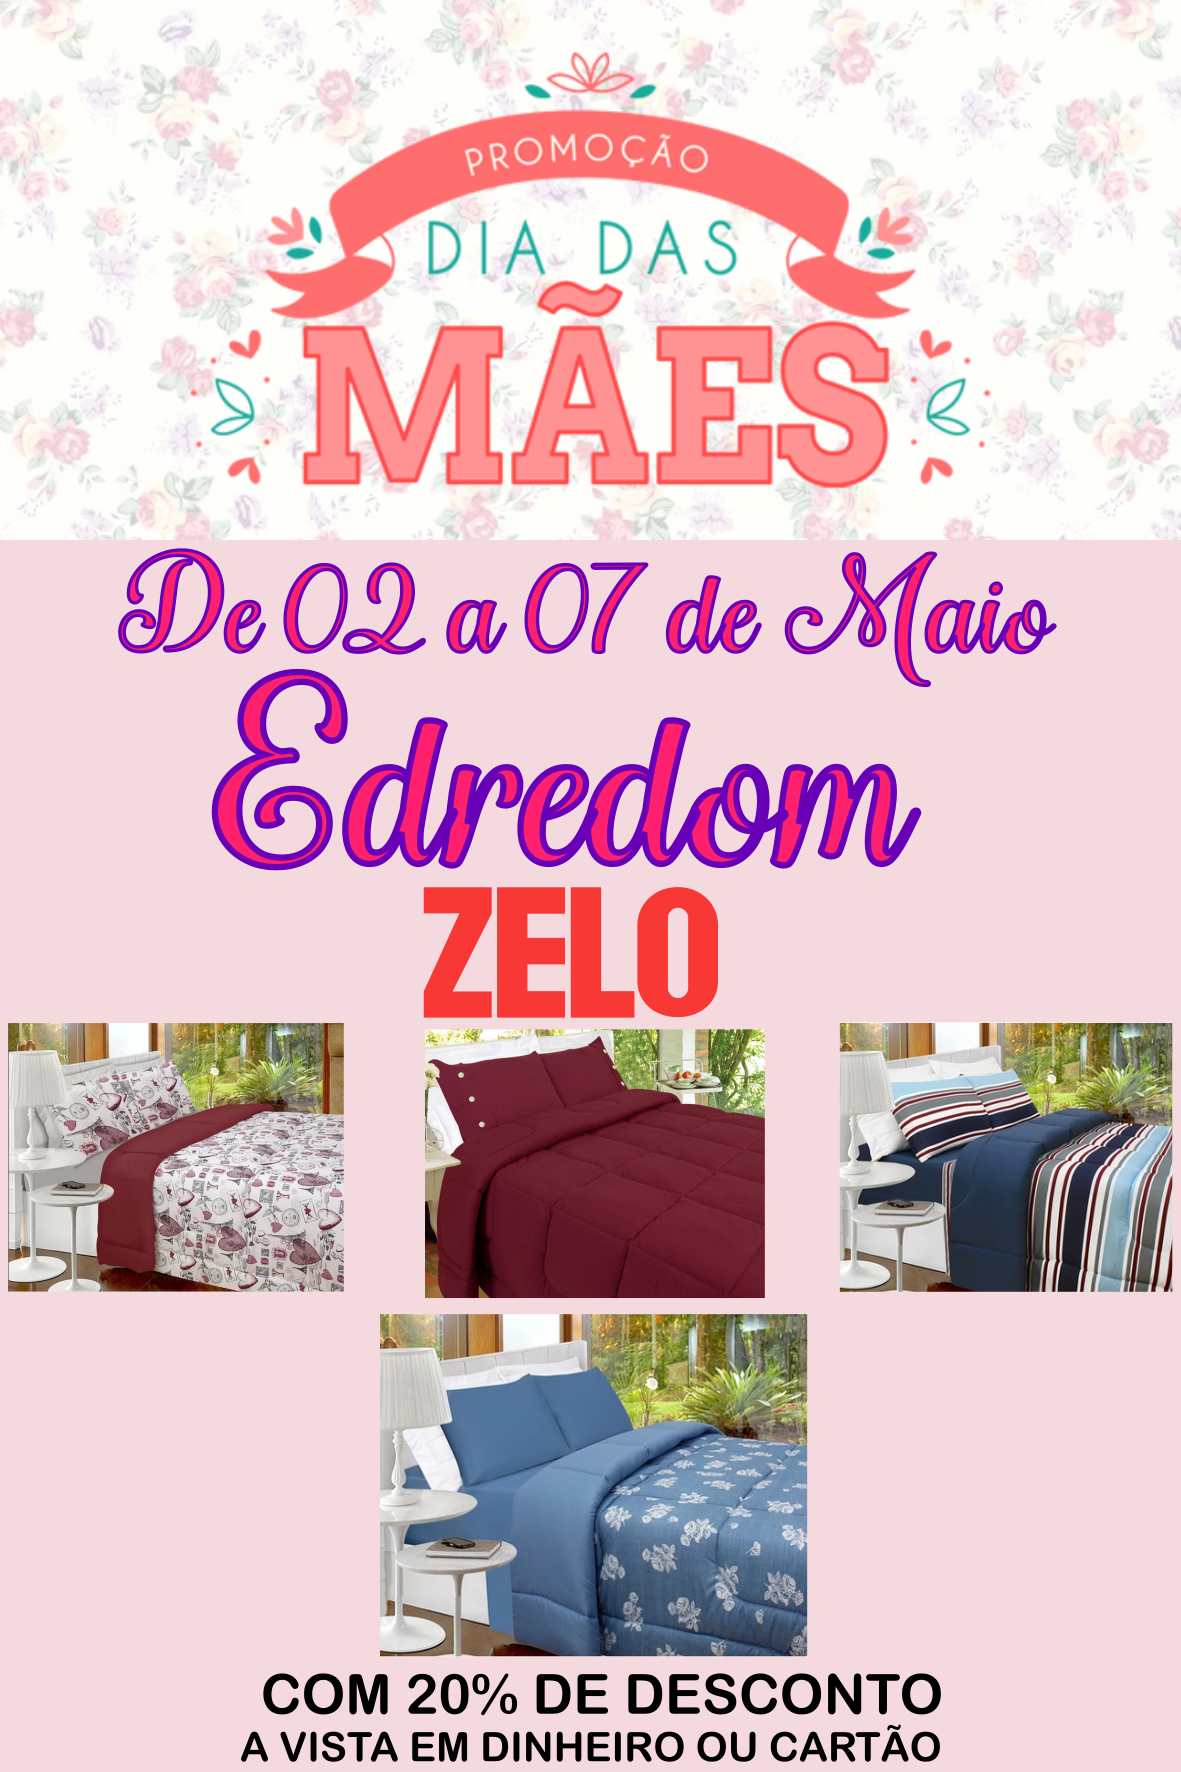 PROMOÇÃO
DIA DAS
MÃES
De 02 a 07 de Maio
Edredom
ZELO
COM 20% DE DESCONTO
A VISTA EM DINHEIRO OU CARTÃO